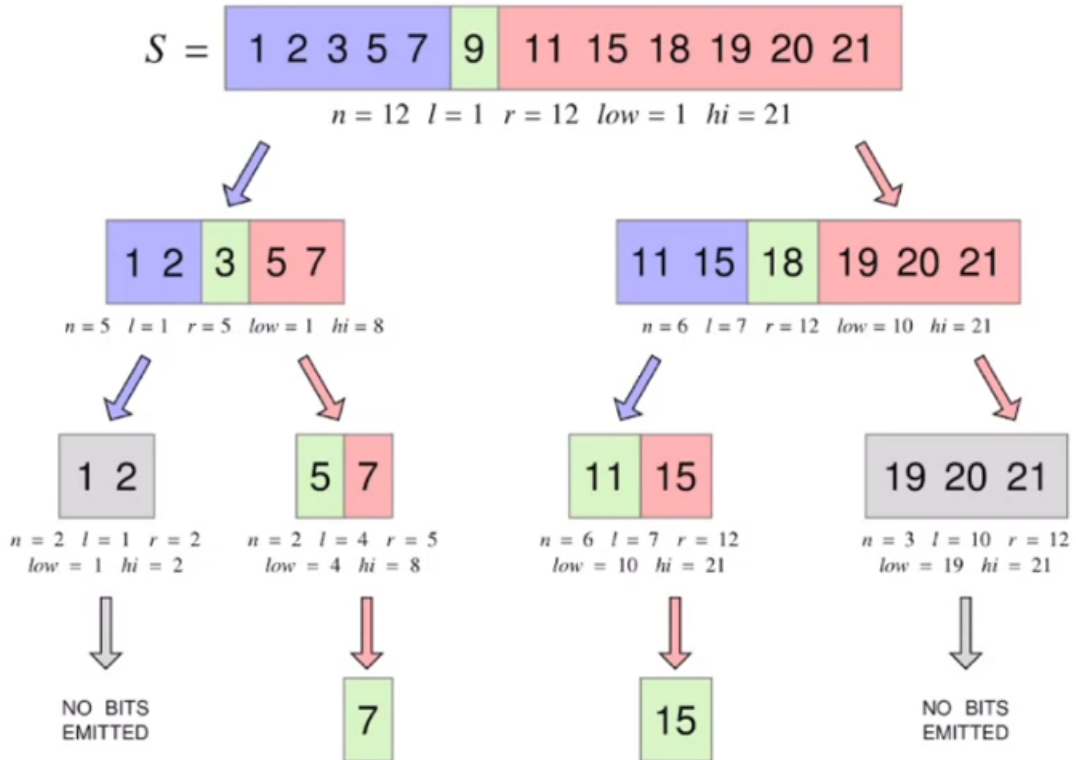 S = 1 2 3 5 7 9 11 15 18 19 20 21
n = 12 l = 1 r = 12 low = 1 hi = 21
1 2 3 5 7
11 15 18 19 20 21
n = 5 l = 1 r = 5 low = 1 hi = 8
n = 6 l = 7 r = 12 low = 10 hi = 21
1 2
5 7
11 15
19 20 21
n = 2 l = 1 r = 2
low = 1 hi = 2
n = 2 l = 4 r = 5
low = 4 hi = 8
n = 6 l = 7 r = 12
low = 10 hi = 21
n = 3 l = 10 r = 12
low = 19 hi = 21
NO BITS
EMITTED
7
15
NO BITS
EMITTED